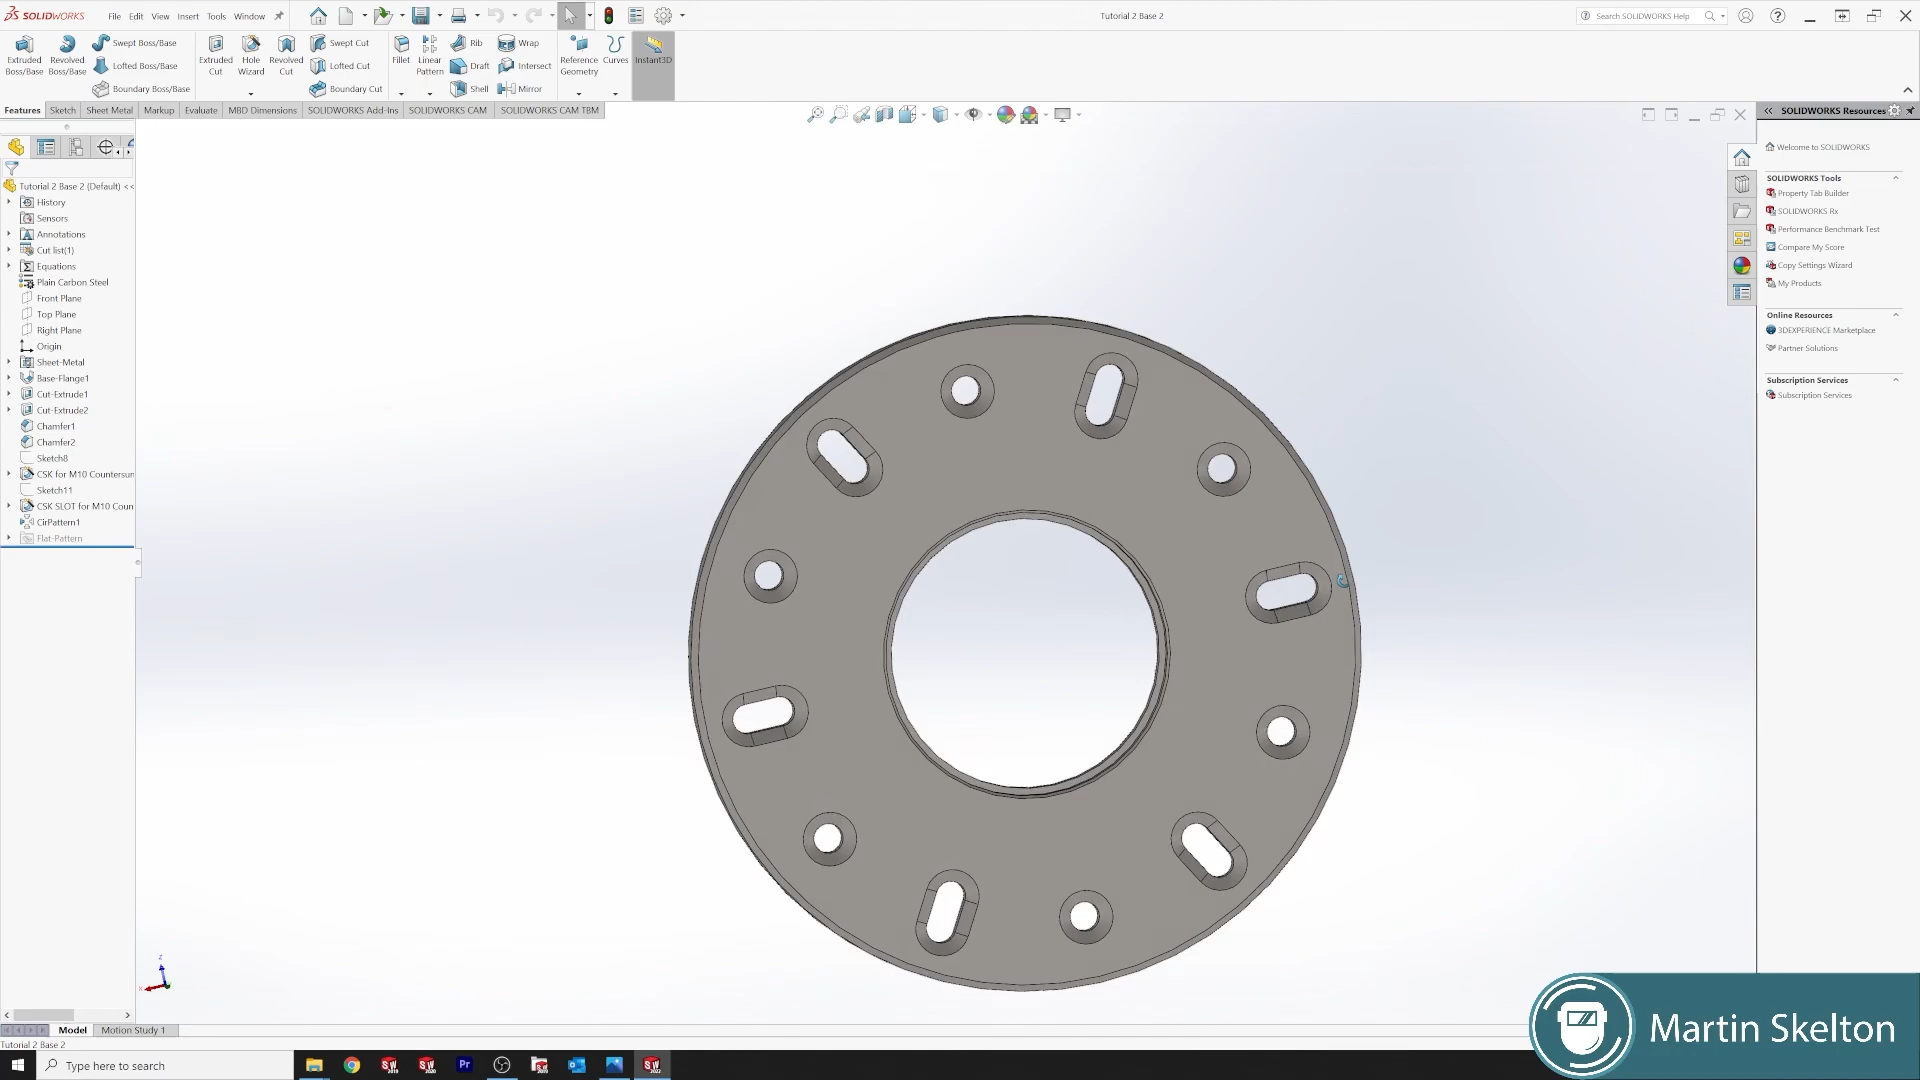 SOLIDWORKS
File
Edit
View
Insert
Tools
Window
Tutorial 2 Base 2
Search SOLIDWORKS Help
Extruded Boss/Base
Revolved Boss/Base
Swept Boss/Base
Lofted Boss/Base
Boundary Boss/Base
Extruded Cut
Hole Wizard
Revolved Cut
Swept Cut
Lofted Cut
Boundary Cut
Fillet
Linear Pattern
Rib
Draft
Shell
Wrap
Intersect
Mirror
Reference Geometry
Curves
Instant3D
Features
Sketch
Sheet Metal
Markup
Evaluate
MBD Dimensions
SOLIDWORKS Add-Ins
SOLIDWORKS CAM
SOLIDWORKS CAM TBM
Tutorial 2 Base 2 (Default) <<
History
Sensors
Annotations
Cut list(1)
Equations
Plain Carbon Steel
Front Plane
Top Plane
Right Plane
Origin
Sheet-Metal
Base-Flange1
Cut-Extrude1
Cut-Extrude2
Chamfer1
Chamfer2
Sketch8
CSK for M10 Countersun
Sketch11
CSK SLOT for M10 Coun
CirPattern1
Flat-Pattern
SOLIDWORKS Resources
Welcome to SOLIDWORKS
SOLIDWORKS Tools
Property Tab Builder
SOLIDWORKS Rx
Performance Benchmark Test
Compare My Score
Copy Settings Wizard
My Products
Online Resources
3DEXPERIENCE Marketplace
Partner Solutions
Subscription Services
Subscription Services
z
x
Model
Motion Study 1
Tutorial 2 Base 2
Type here to search
Martin Skelton